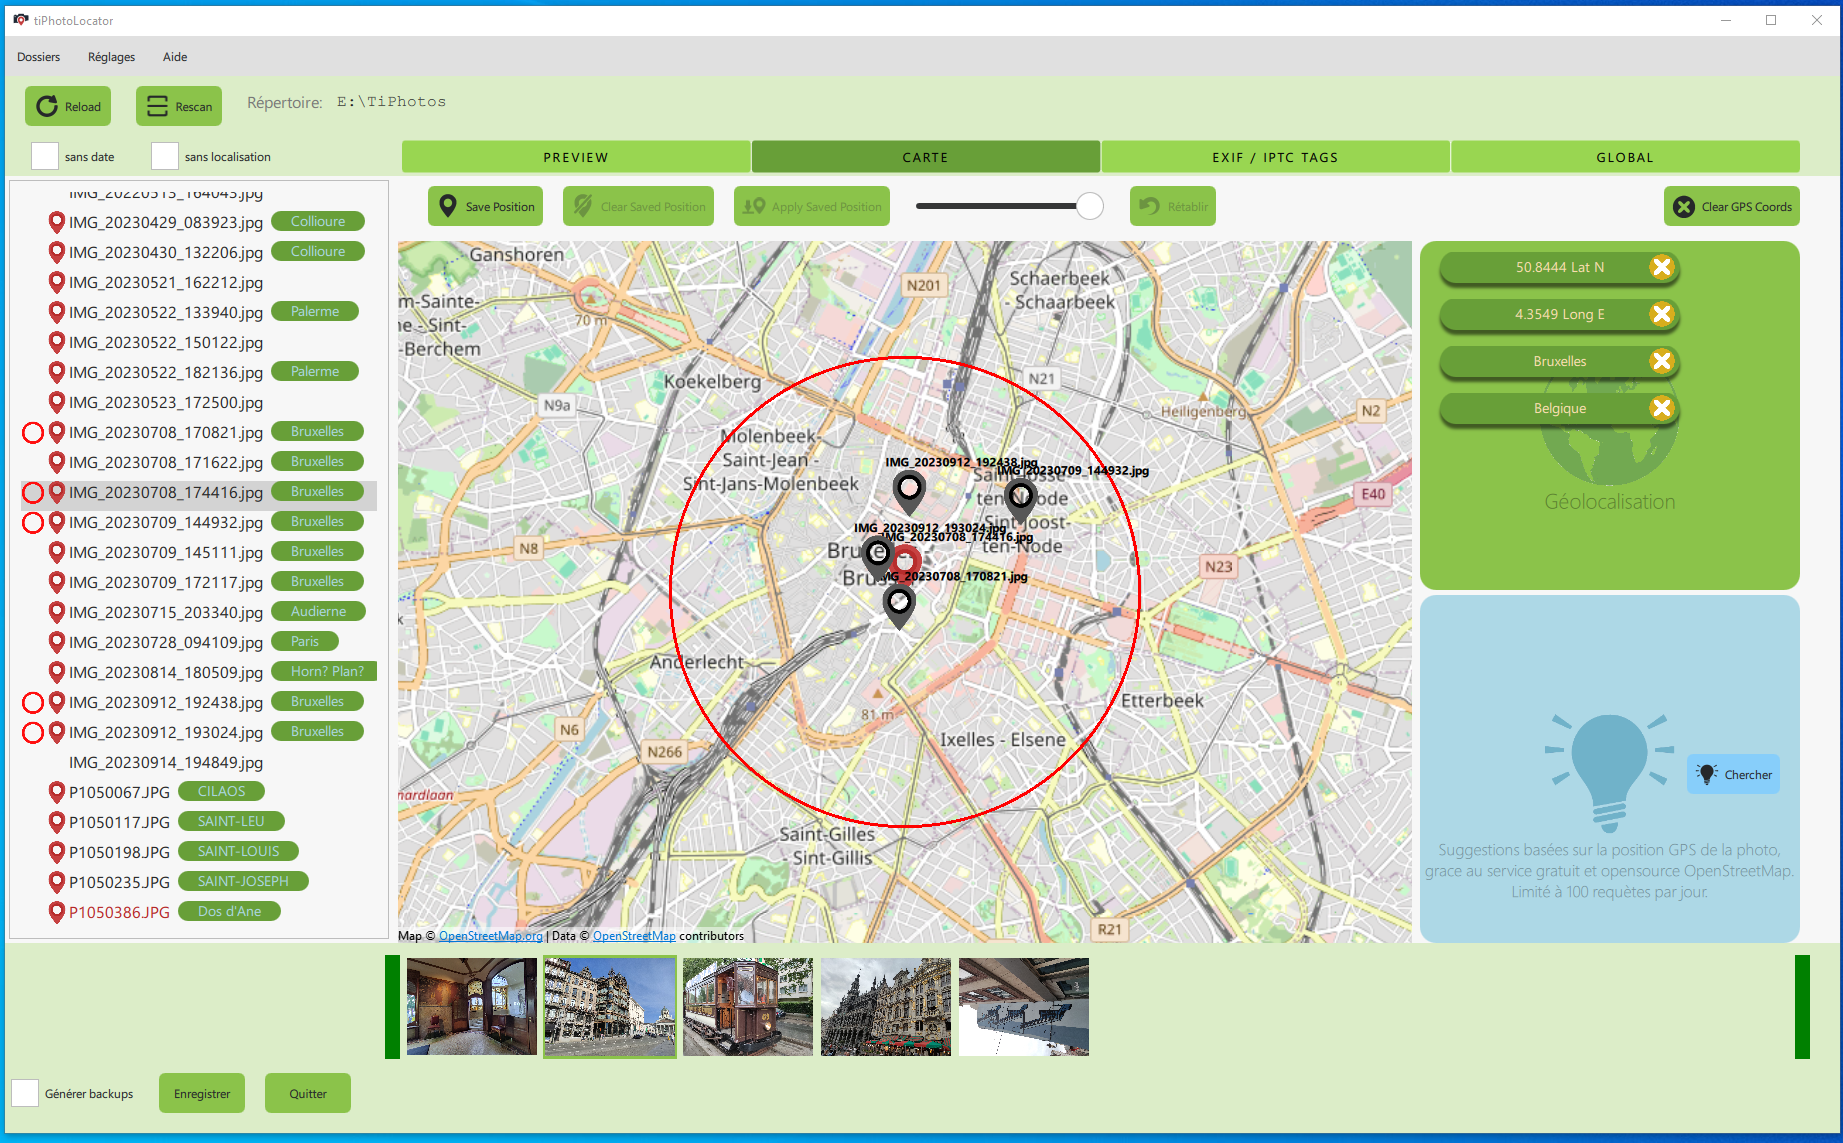 tiPhotoLocator
Dossiers Réglages Aide
Reload Rescan Répertoire: E:\TiPhotos
sans date sans localisation
PREVIEW CARTE EXIF / IPTC TAGS GLOBAL
Save Position Clear Saved Position Apply Saved Position Rétablir Clear GPS Coords
IMG_20220515_164043.jpg
IMG_20230429_083923.jpg Collioure
IMG_20230430_132206.jpg Collioure
IMG_20230521_162212.jpg
IMG_20230522_133940.jpg Palerme
IMG_20230522_150122.jpg
IMG_20230522_182136.jpg Palerme
IMG_20230523_172500.jpg
IMG_20230708_170821.jpg Bruxelles
IMG_20230708_171622.jpg Bruxelles
IMG_20230708_174416.jpg Bruxelles
IMG_20230709_144932.jpg Bruxelles
IMG_20230709_145111.jpg Bruxelles
IMG_20230709_172117.jpg Bruxelles
IMG_20230715_203340.jpg Audierne
IMG_20230728_094109.jpg Paris
IMG_20230814_180509.jpg Horn? Plan?
IMG_20230912_192438.jpg Bruxelles
IMG_20230912_193024.jpg Bruxelles
IMG_20230914_194849.jpg
P1050067.JPG CILAOS
P1050117.JPG SAINT-LEU
P1050198.JPG SAINT-LOUIS
P1050235.JPG SAINT-JOSEPH
P1050386.JPG Dos d'Ane
Ganshoren
Schaerbeek
- Schaarbeek
N201
m-Sainte-
70 m
ne - Sint-
-Berchem
Koekelberg
N21
N9a
Heiligenberg
N2
Molenbeek-
Saint-Jean -
Sint-Jans-Molenbeek
IMG_20230912_192438.jpg
IMG_20230709_144932.jpg
ten-Noode
Sint-Joost-
ten-Node
E40
IMG_20230912_193024.jpg
IMG_20230708_174416.jpg
N8
N23
IMG_20230708_170821.jpg
Anderlecht
Etterbeek
81 m
N6
N266
Ixelles - Elsene
nardlaan
Saint-Gilles
- Sint-Gillis
R21
Map © OpenStreetMap.org | Data © OpenStreetMap contributors
50.8444 Lat N
4.3549 Long E
Bruxelles
Belgique
Géolocalisation
Chercher
Suggestions basées sur la position GPS de la photo,
grace au service gratuit et opensource OpenStreetMap.
Limité à 100 requètes par jour.
Générer backups Enregistrer Quitter